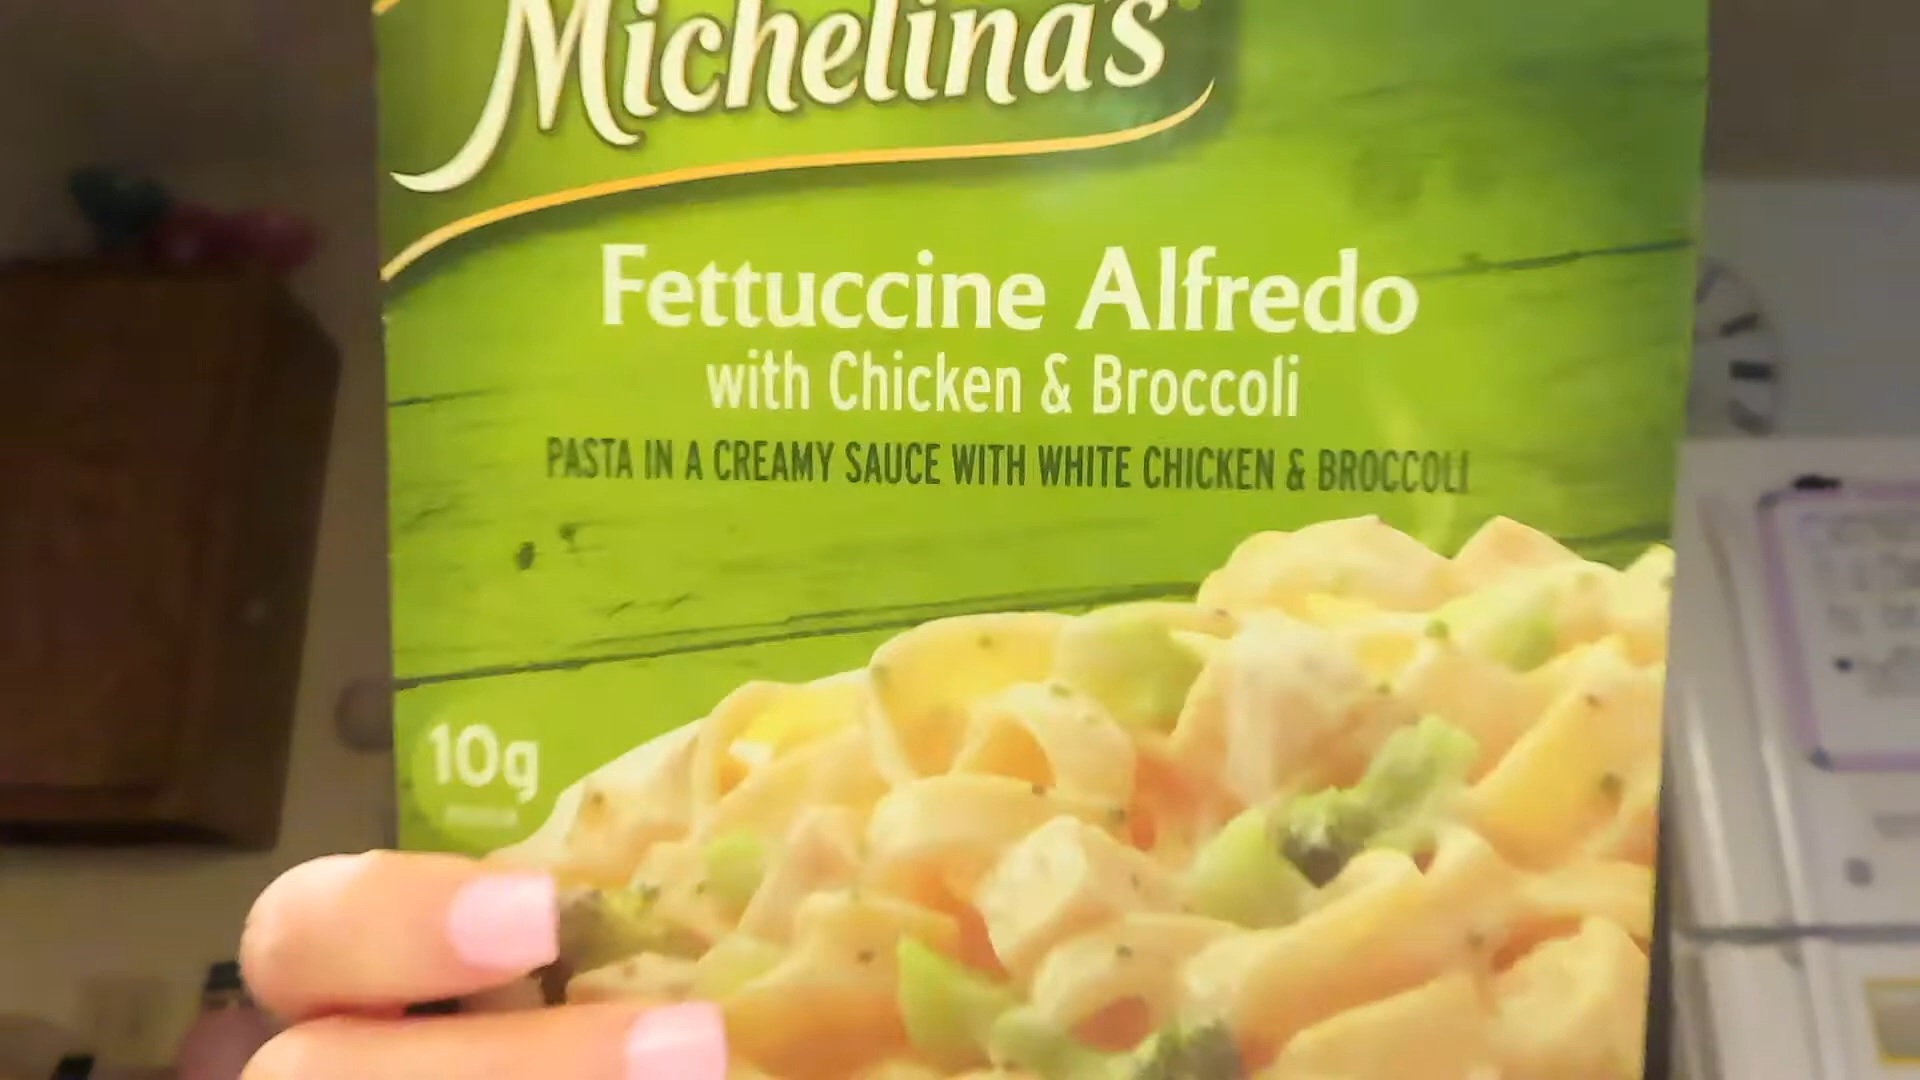 Michelina's
Fettuccine Alfredo
with Chicken & Broccoli
PASTA IN A CREAMY SAUCE WITH WHITE CHICKEN & BROCCOLI
10g